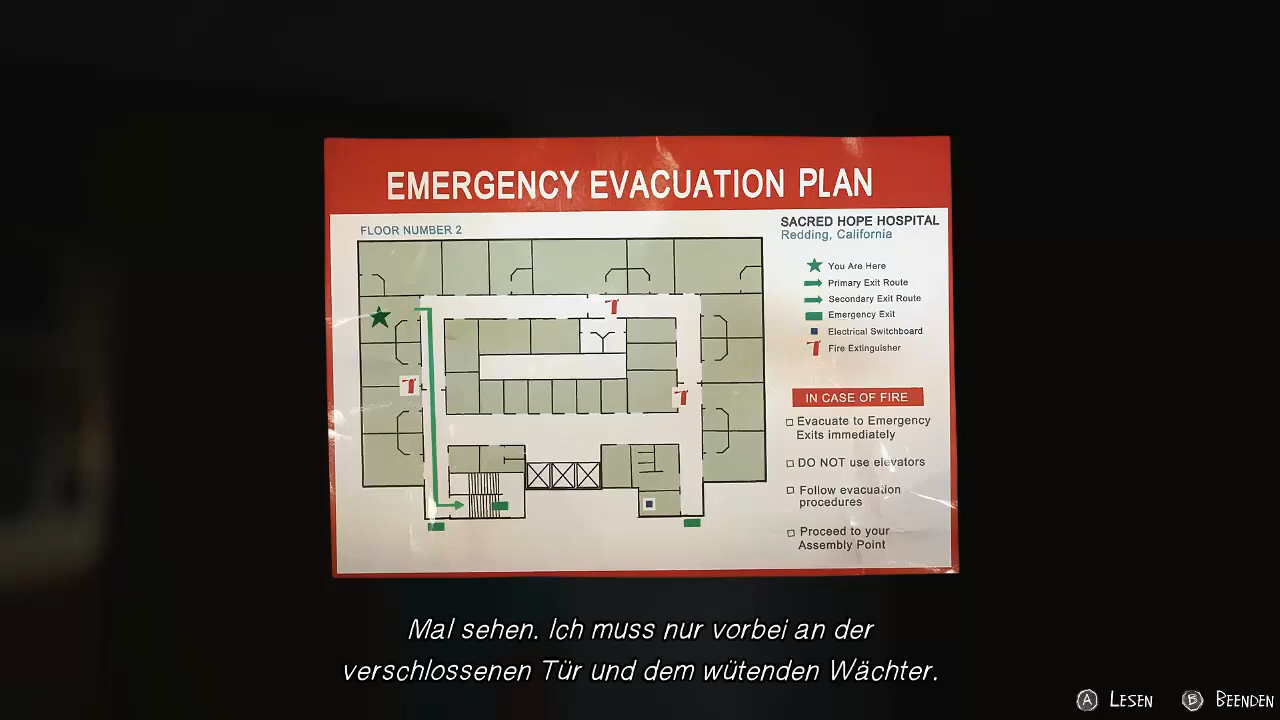 EMERGENCY EVACUATION PLAN
FLOOR NUMBER 2
SACRED HOPE HOSPITAL
Redding, California
You Are Here
Primary Exit Route
Secondary Exit Route
Emergency Exit
Electrical Switchboard
Fire Extinguisher
IN CASE OF FIRE
Evacuate to Emergency
Exits immediately
DO NOT use elevators
Follow evacuation
procedures
Proceed to your
Assembly Point
Mal sehen. Ich muss nur vorbei an der
verschlossenen Tür und dem wütenden Wächter.
A LESEN B BEENDEN